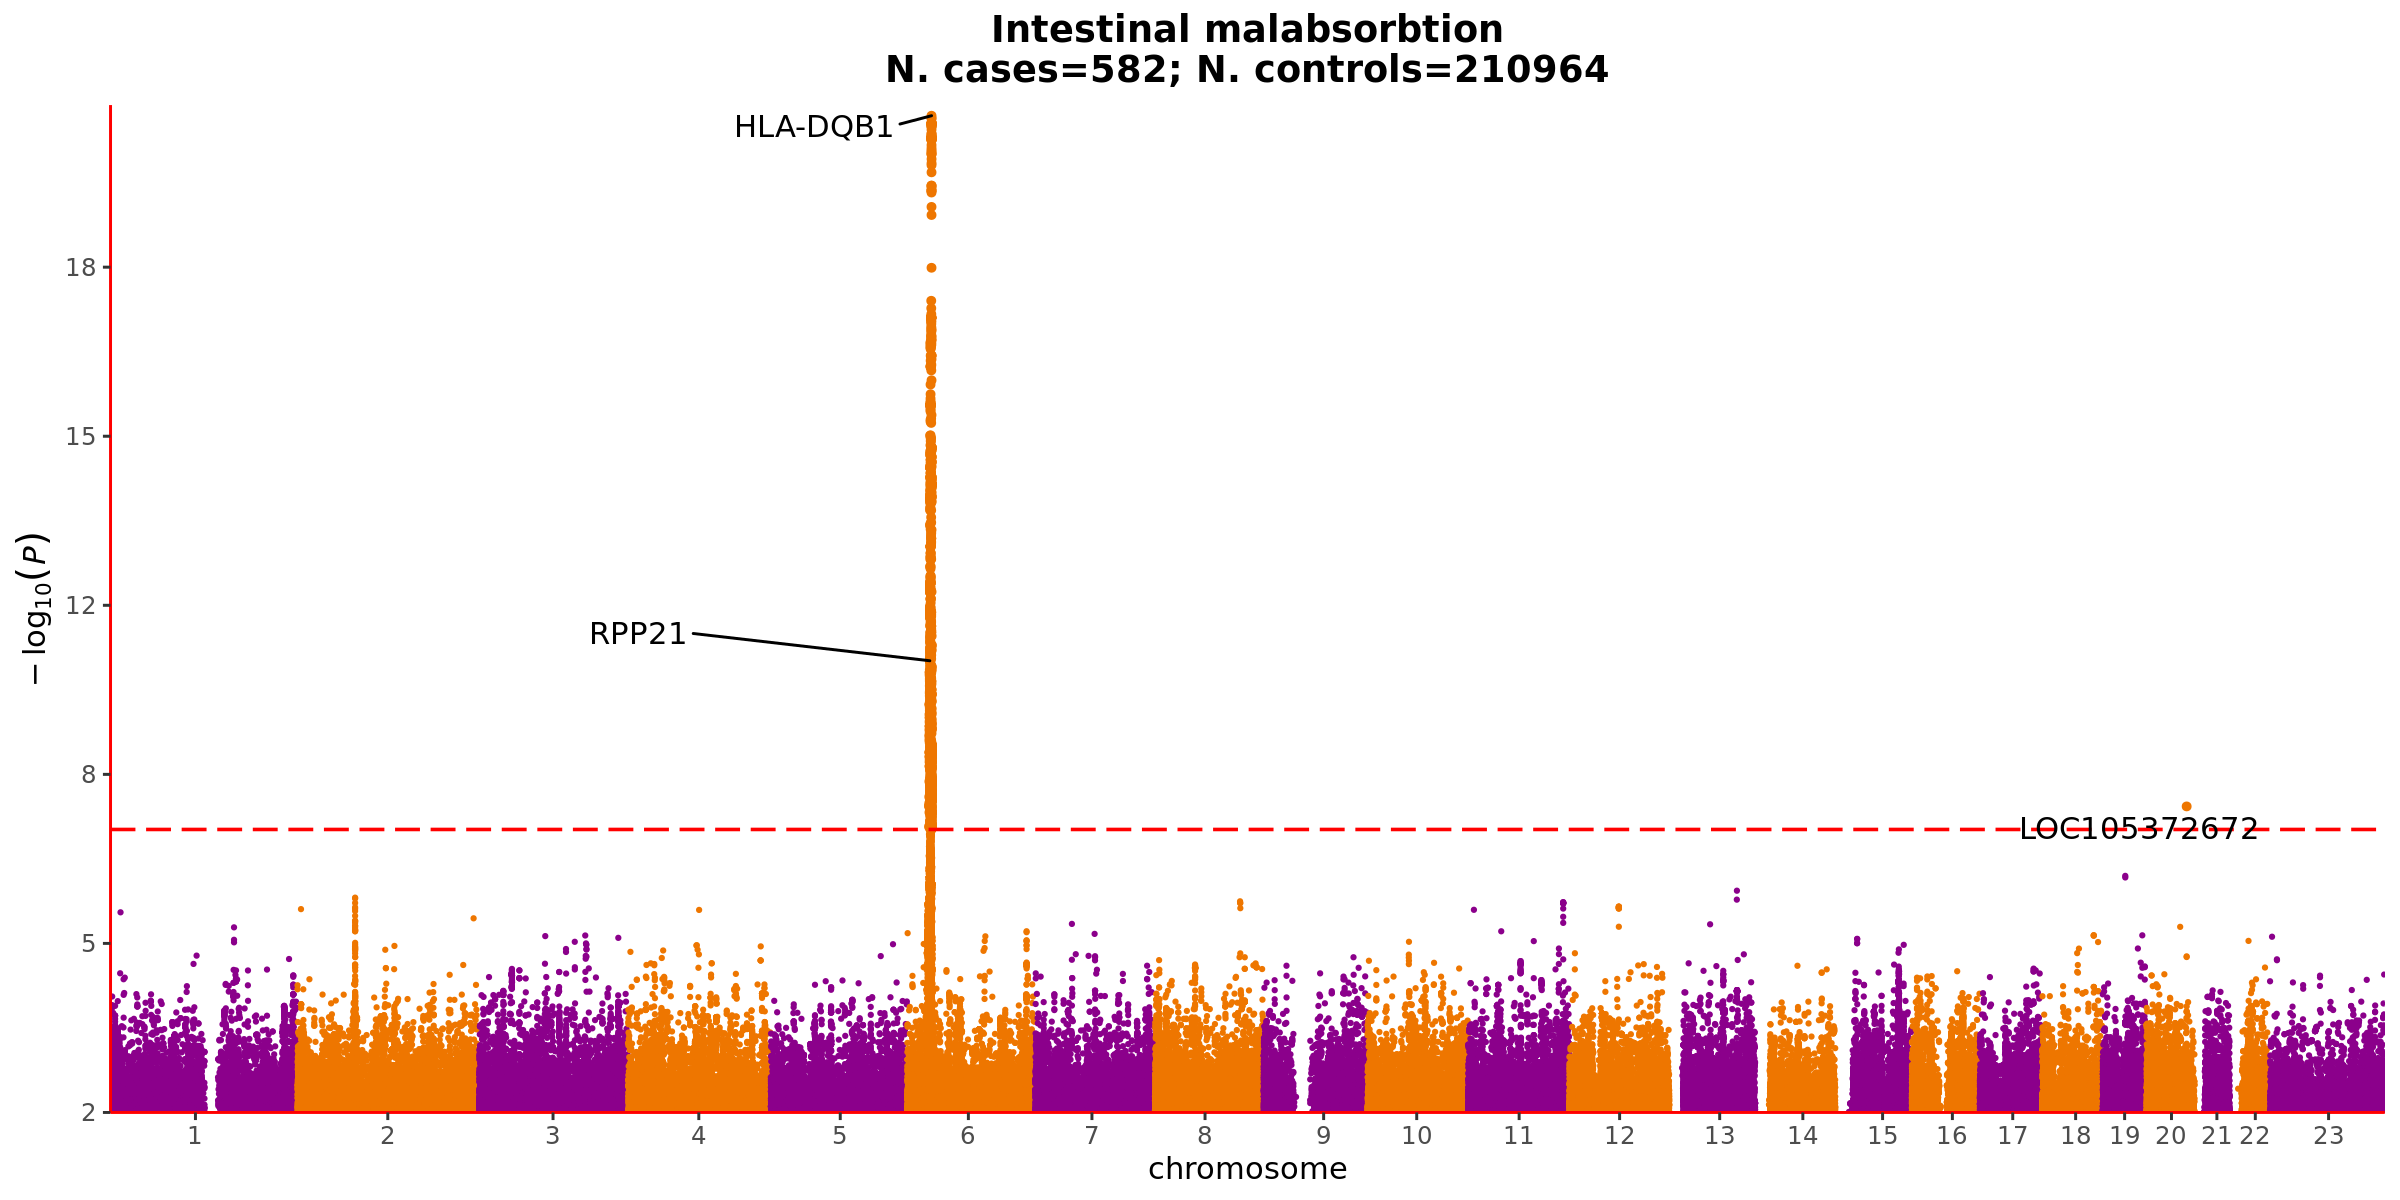 Intestinal malabsorbtion
N. cases=582; N. controls=210964
HLA-DQB1
18
15
− log10(P)
12
RPP21
8
LOC105372672
5
2
1 2 3 4 5 6 7 8 9 10 11 12 13 14 15 16 17 18 19 20 21 22 23
chromosome